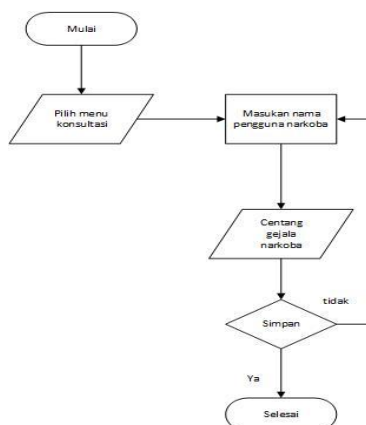 Mulai
Pilih menu
konsultasi
Masukan nama
pengguna narkoba
Centang
gejala
narkoba
tidak
Simpan
Ya
Selesai